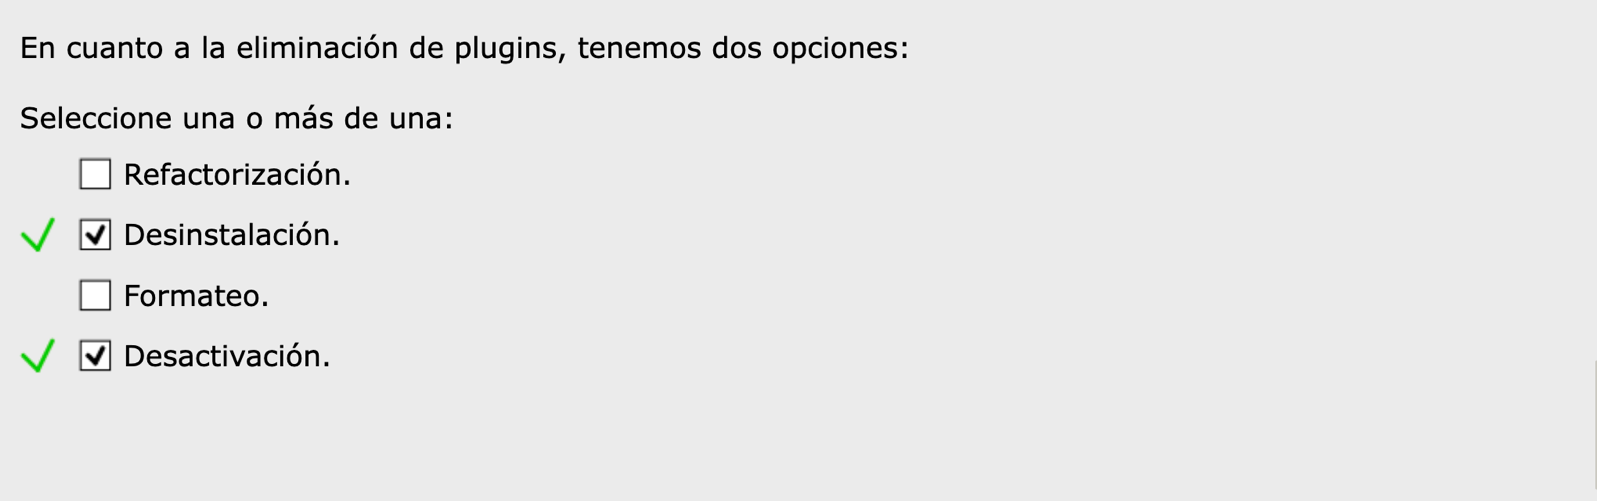 En cuanto a la eliminación de plugins, tenemos dos opciones:
Seleccione una o más de una:
Refactorización.
Desinstalación.
Formateo.
Desactivación.